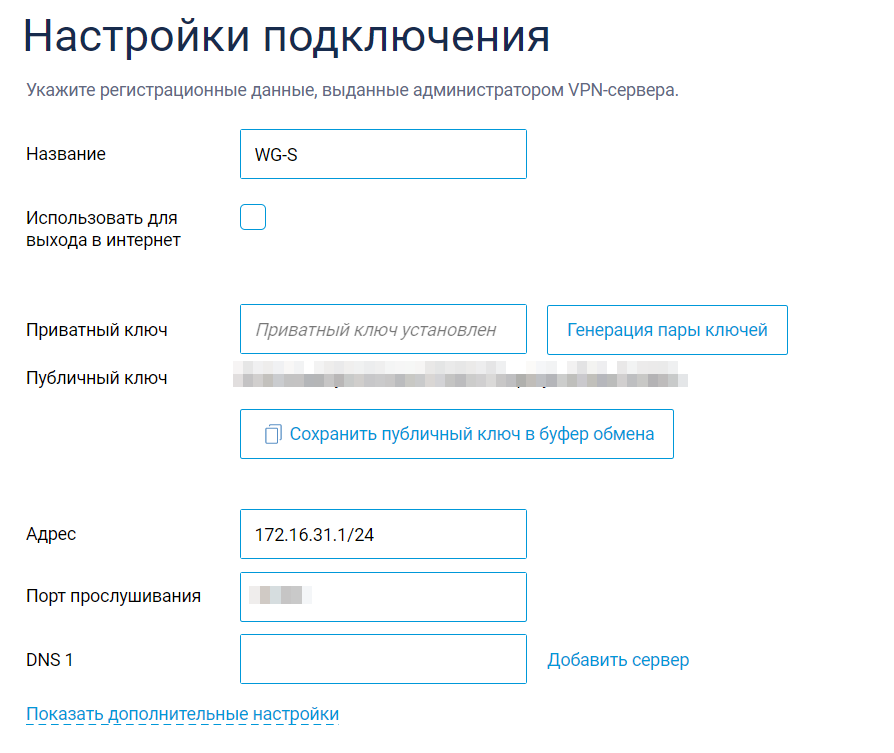 Настройки подключения
Укажите регистрационные данные, выданные администратором VPN-сервера.
Название
WG-S
Использовать для
выхода в интернет
Приватный ключ
Приватный ключ установлен
Генерация пары ключей
Публичный ключ
Сохранить публичный ключ в буфер обмена
Адрес
172.16.31.1/24
Порт прослушивания
DNS 1
Добавить сервер
Показать дополнительные настройки